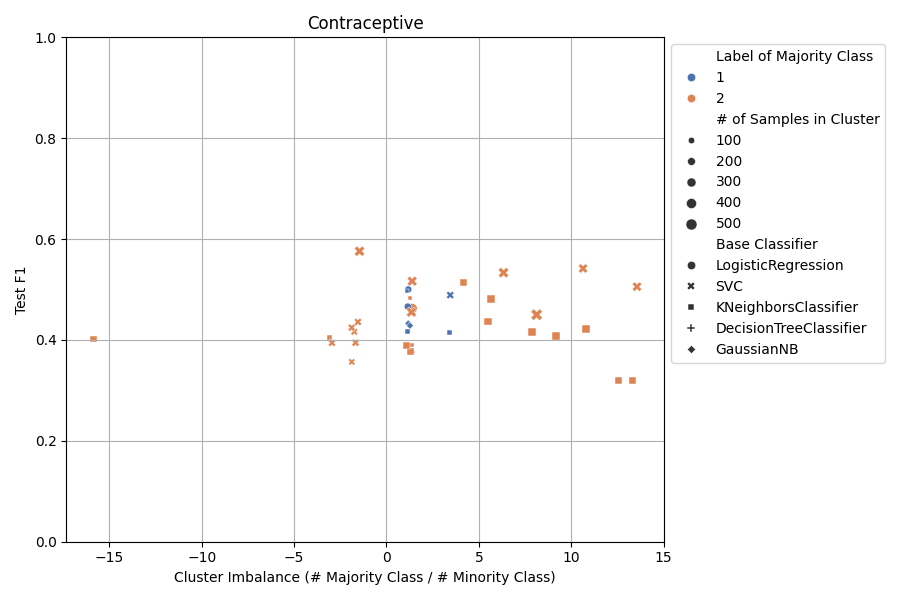 Contraceptive
1.0
0.8
0.6
0.4
0.2
0.0
Test F1
−15
−10
−5
0
5
10
15
Cluster Imbalance (# Majority Class / # Minority Class)
Label of Majority Class
1
2
# of Samples in Cluster
100
200
300
400
500
Base Classifier
LogisticRegression
SVC
KNeighborsClassifier
DecisionTreeClassifier
GaussianNB